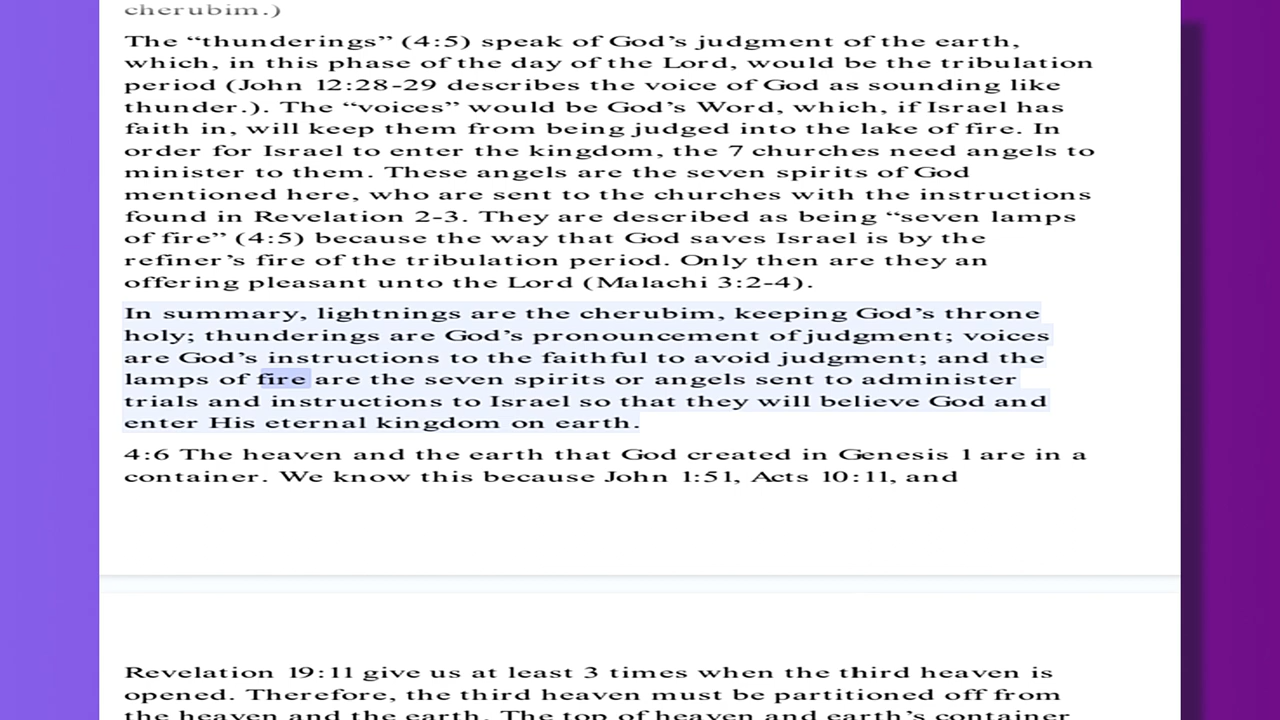 cherubim.)
The “thunderings” (4:5) speak of God’s judgment of the earth,
which, in this phase of the day of the Lord, would be the tribulation
period (John 12:28-29 describes the voice of God as sounding like
thunder.). The “voices” would be God’s Word, which, if Israel has
faith in, will keep them from being judged into the lake of fire. In
order for Israel to enter the kingdom, the 7 churches need angels to
minister to them. These angels are the seven spirits of God
mentioned here, who are sent to the churches with the instructions
found in Revelation 2-3. They are described as being “seven lamps
of fire” (4:5) because the way that God saves Israel is by the
refiner’s fire of the tribulation period. Only then are they an
offering pleasant unto the Lord (Malachi 3:2-4).
In summary, lightnings are the cherubim, keeping God’s throne
holy; thunderings are God’s pronouncement of judgment; voices
are God’s instructions to the faithful to avoid judgment; and the
lamps of fire are the seven spirits or angels sent to administer
trials and instructions to Israel so that they will believe God and
enter His eternal kingdom on earth.
4:6 The heaven and the earth that God created in Genesis 1 are in a
container. We know this because John 1:51, Acts 10:11, and
Revelation 19:11 give us at least 3 times when the third heaven is
opened. Therefore, the third heaven must be partitioned off from
the heaven and the earth. The top of heaven and earth’s container